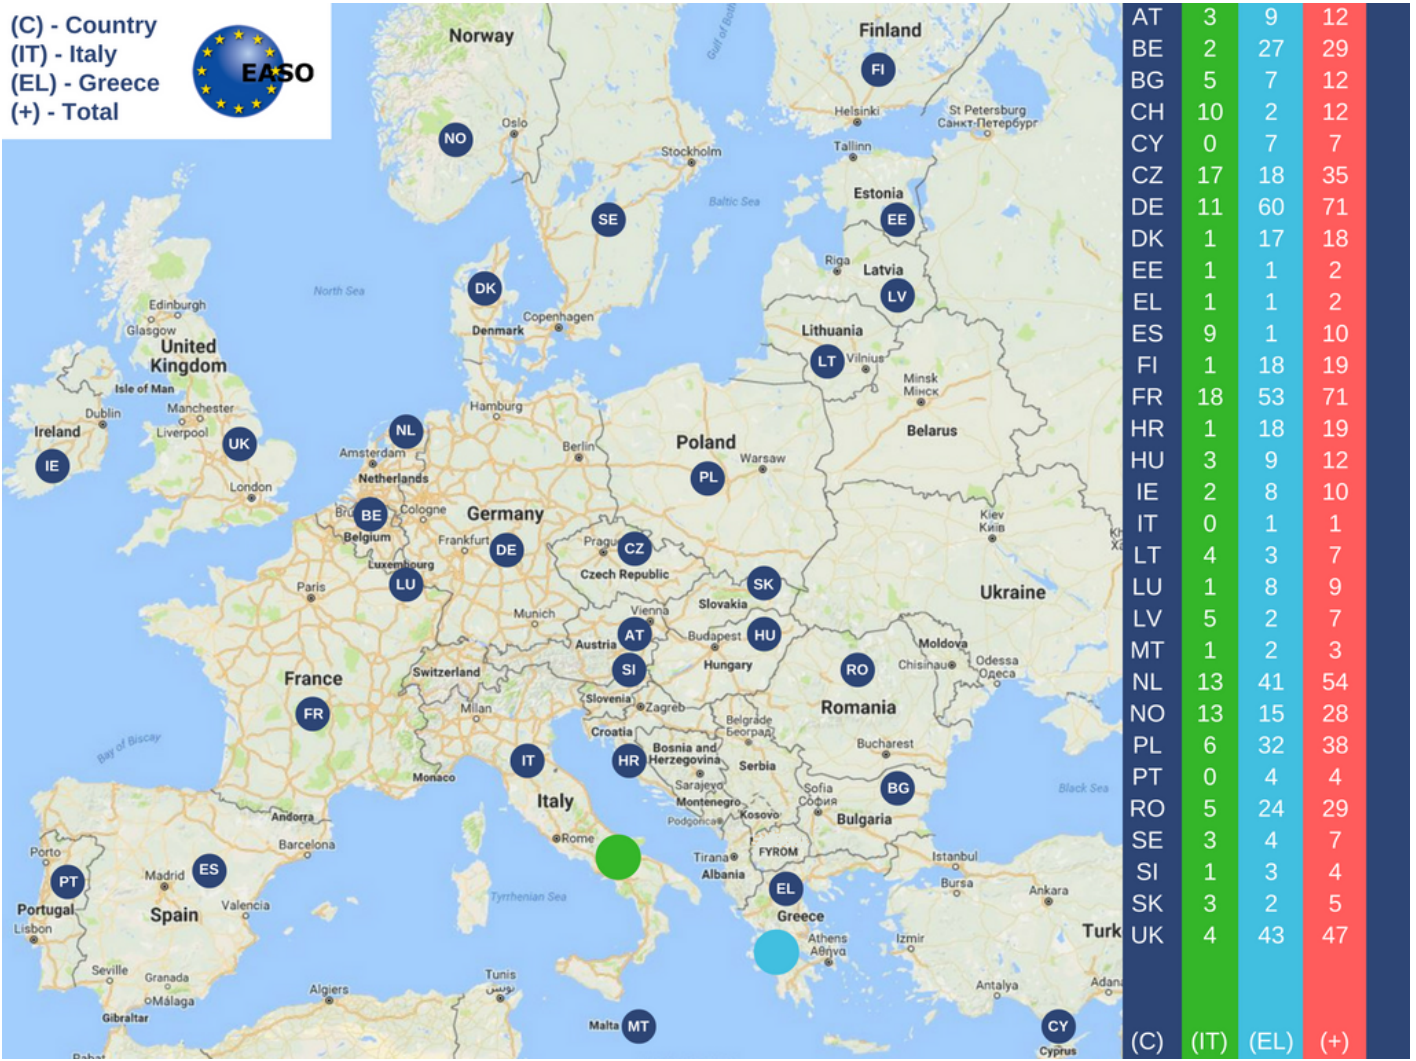 (C) - Country
(IT) - Italy
(EL) - Greece
(+) - Total
EASO
Norway
Finland
FI
NO
Oslo
Helsinki
St Petersburg
Санкт-Петербург
Stockholm
Tallinn
Estonia
EE
SE
Baltic Sea
Riga
Latvia
LV
DK
North Sea
Denmark
Copenhagen
Edinburgh
Glasgow
United
Kingdom
Lithuania
LT
Vilnius
Isle of Man
Minsk
Мінск
Dublin
Manchester
Ireland
Liverpool
UK
IE
London
NL
Hamburg
Amsterdam
Netherlands
Berlin
Poland
Warsaw
PL
Belarus
BE
Belgium
Cologne
Germany
Frankfurt
DE
Luxembourg
LU
CZ
Czech Republic
Kiev
Київ
Ukraine
Paris
Munich
Vienna
Slovakia
SK
AT
Austria
Budapest
HU
Hungary
SI
Slovenia
Switzerland
Milan
Zagreb
Croatia
RO
Romania
Moldova
Chisinau
Odessa
Одеса
France
FR
Bay of Biscay
Monaco
IT
Italy
HR
Bosnia and
Herzegovina
Sarajevo
Belgrade
Београд
Serbia
Bucharest
Montenegro
Podgorica
Kosovo
Sofia
София
BG
Bulgaria
Black Sea
Andorra
Barcelona
Rome
Tirana
Albania
FYROM
Istanbul
Bursa
Ankara
Porto
PT
Portugal
Lisbon
Madrid
ES
Spain
Valencia
Tyrrhenian Sea
EL
Greece
Athens
Αθήνα
Izmir
Turk
Seville
Granada
Málaga
Gibraltar
Algiers
Tunis
تونس
Malta
MT
Antalya
Adana
CY
Cyprus
Rabat
AT 3 9 12
BE 2 27 29
BG 5 7 12
CH 10 2 12
CY 0 7 7
CZ 17 18 35
DE 11 60 71
DK 1 17 18
EE 1 1 2
EL 1 1 2
ES 9 1 10
FI 1 18 19
FR 18 53 71
HR 1 18 19
HU 3 9 12
IE 2 8 10
IT 0 1 1
LT 4 3 7
LU 1 8 9
LV 5 2 7
MT 1 2 3
NL 13 41 54
NO 13 15 28
PL 6 32 38
PT 0 4 4
RO 5 24 29
SE 3 4 7
SI 1 3 4
SK 3 2 5
UK 4 43 47
(C) (IT) (EL) (+)